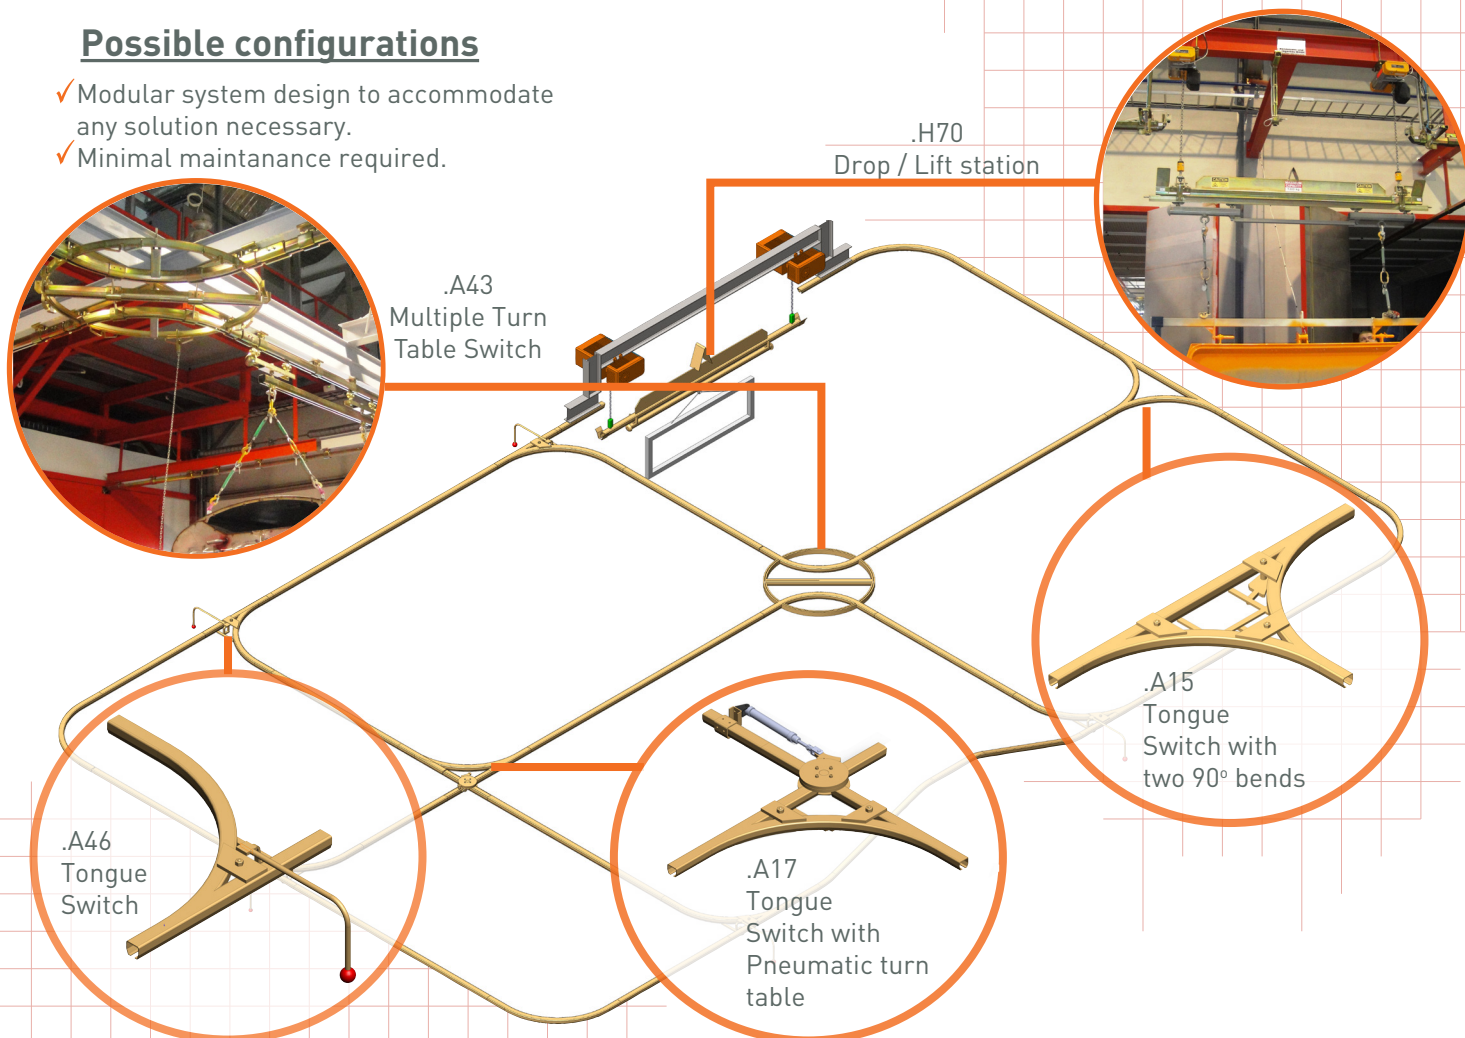 Possible configurations
✓Modular system design to accommodate
any solution necessary.
✓Minimal maintanance required.
.H70
Drop / Lift station
.A43
Multiple Turn
Table Switch
.A15
Tongue
Switch with
two 90º bends
.A46
Tongue
Switch
.A17
Tongue
Switch with
Pneumatic turn
table